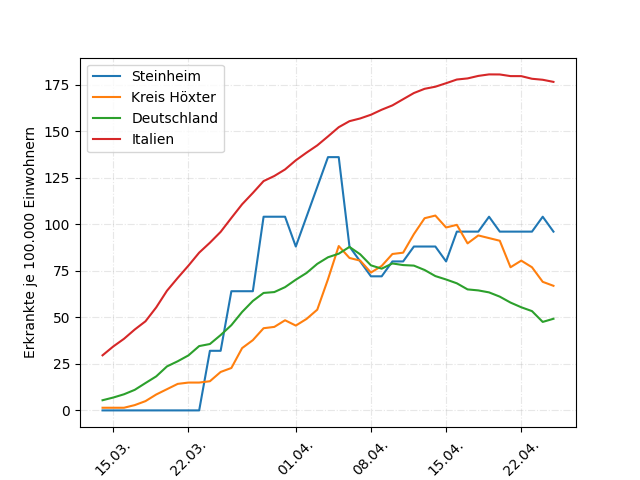 Steinheim
Kreis Höxter
Deutschland
Italien
Erkrankte je 100.000 Einwohnern
175
150
125
100
75
50
25
0
15.03.
22.03.
01.04.
08.04.
15.04.
22.04.